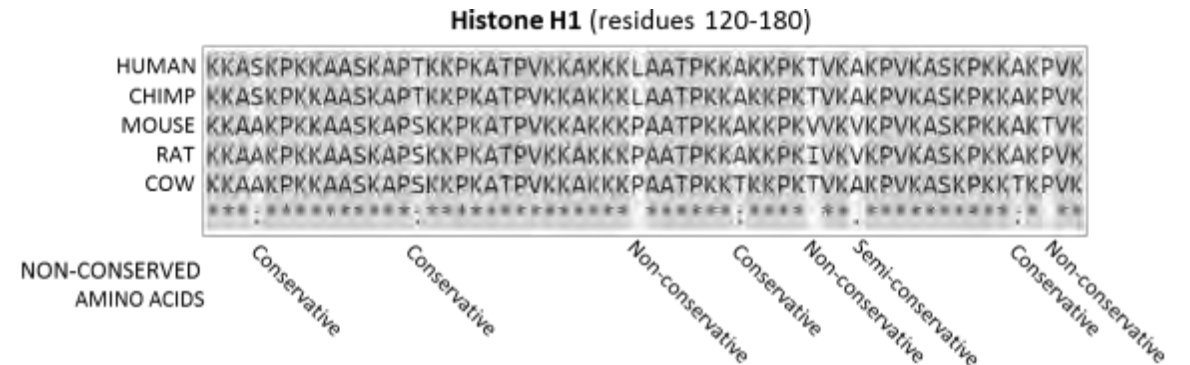 Histone H1 (residues 120-180)
HUMAN KKASKPKKAASKAPTKKPKATPVKKAKKKLAATPKKAKKPKTVKAKPVKASKPKKAKPVK
CHIMP KKASKPKKAASKAPTKKPKATPVKKAKKKLAATPKKAKKPKTVKAKPVKASKPKKAKPVK
MOUSE KKAAKPKKAASKAPSKKPKATPVKKAKKKPAATPKKAKKPKVVKVKPVKASKPKKAKTVK
RAT KKAAKPKKAASKAPSKKPKATPVKKAKKKPAATPKKAKKPKIVKVKPVKASKPKKAKPVK
COW KKAAKPKKAASKAPSKKPKATPVKKAKKKPAATPKKTKKPKTVKAKPVKASKPKKTKPVK
***:**********:************** ******:**** **.**********:* **
NON-CONSERVED
AMINO ACIDS
Conservative
Conservative
Non-conservative
Conservative
Non-conservative
Semi-conservative
Conservative
Non-conservative